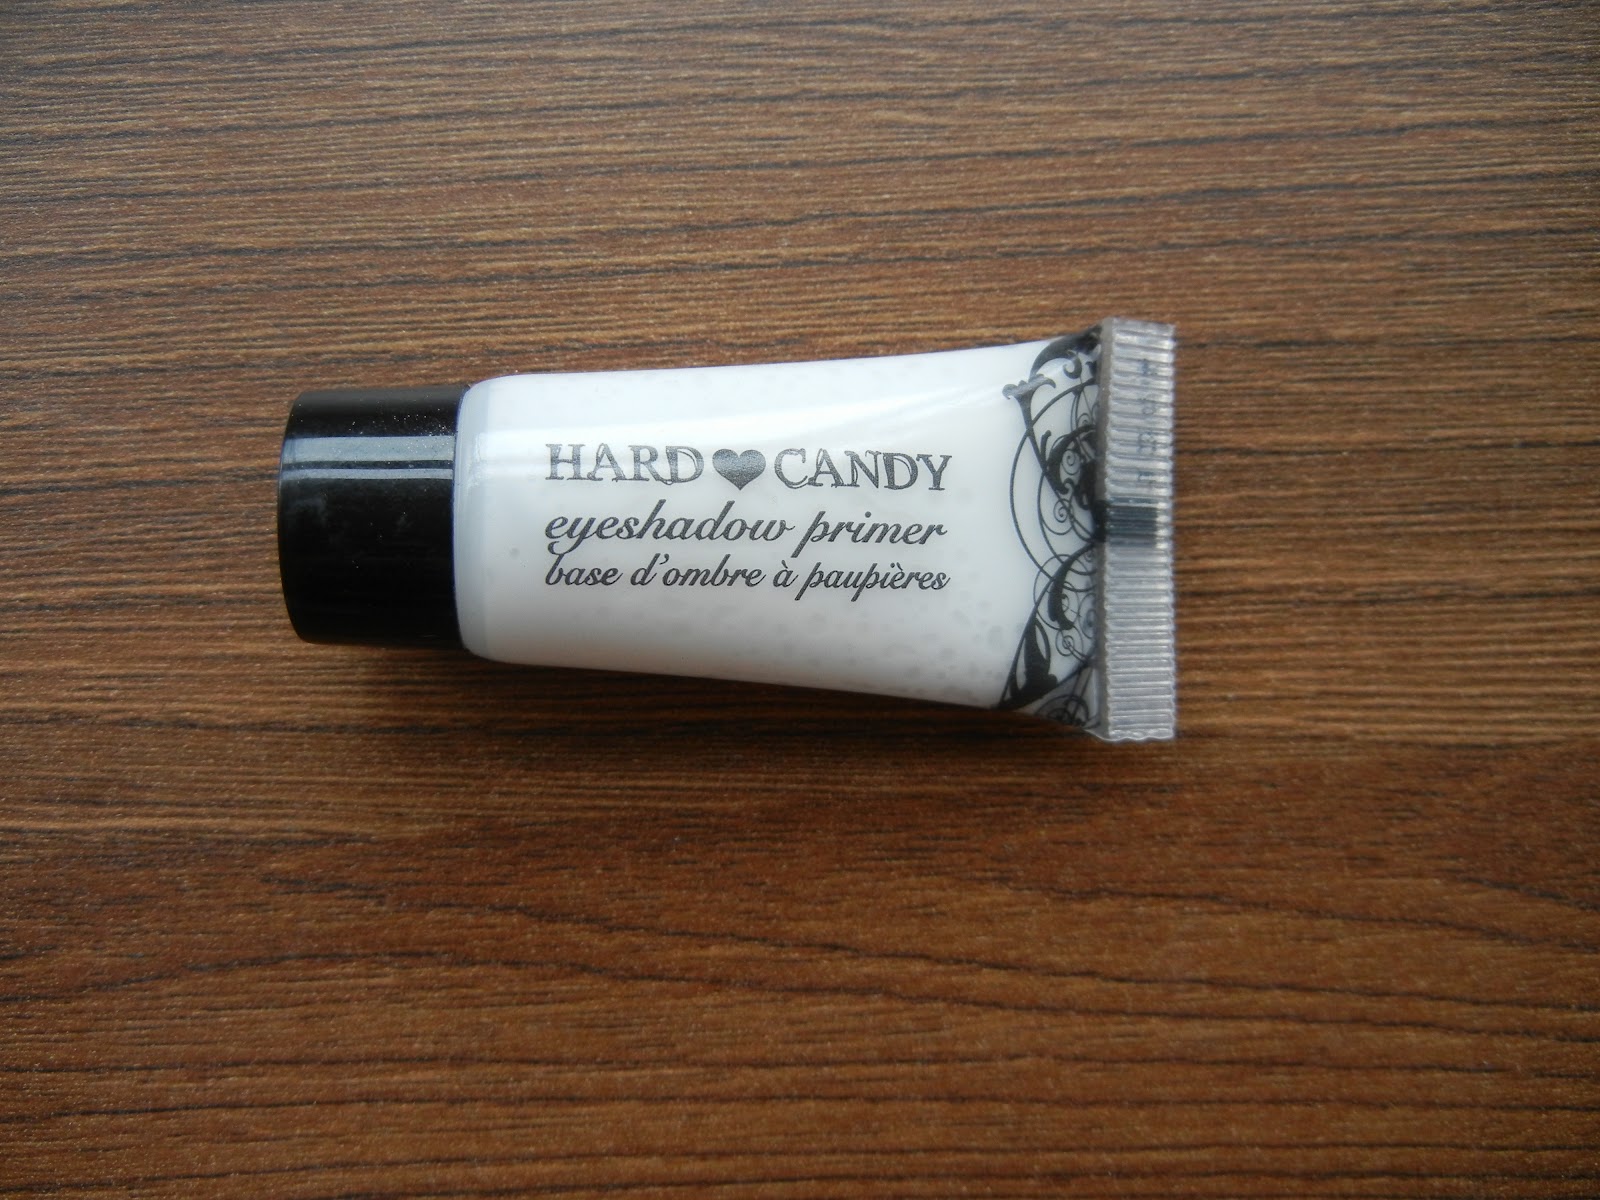 HARD♥CANDY
eyeshadow primer
base d'ombre à paupières